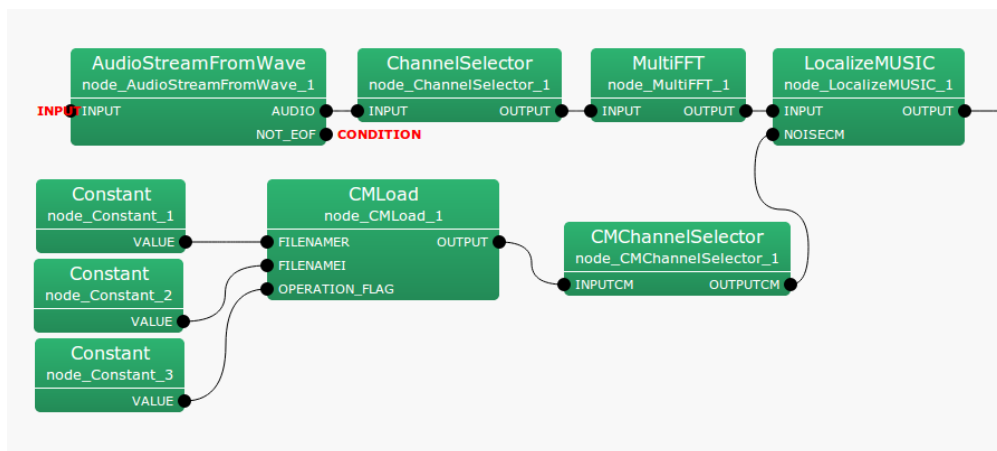 AudioStreamFromWave
node_AudioStreamFromWave_1
INPUT INPUT
AUDIO
NOT_EOF CONDITION
ChannelSelector
node_ChannelSelector_1
INPUT OUTPUT
MultiFFT
node_MultiFFT_1
INPUT OUTPUT
LocalizeMUSIC
node_LocalizeMUSIC_1
INPUT OUTPUT
NOISECM
Constant
node_Constant_1
VALUE
Constant
node_Constant_2
VALUE
Constant
node_Constant_3
VALUE
CMLoad
node_CMLoad_1
FILENAMER OUTPUT
FILENAMEI
OPERATION_FLAG
CMChannelSelector
node_CMChannelSelector_1
INPUTCM OUTPUTCM